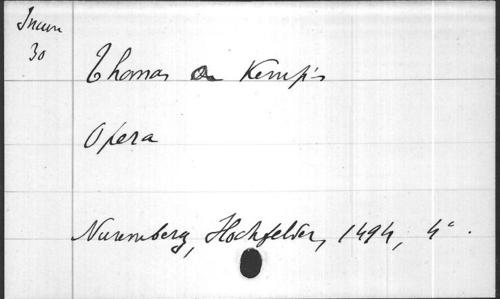 Incun
30
Thomas a Kempis
Opera
Nuremberg, Hochfelder, 1494, 4°.